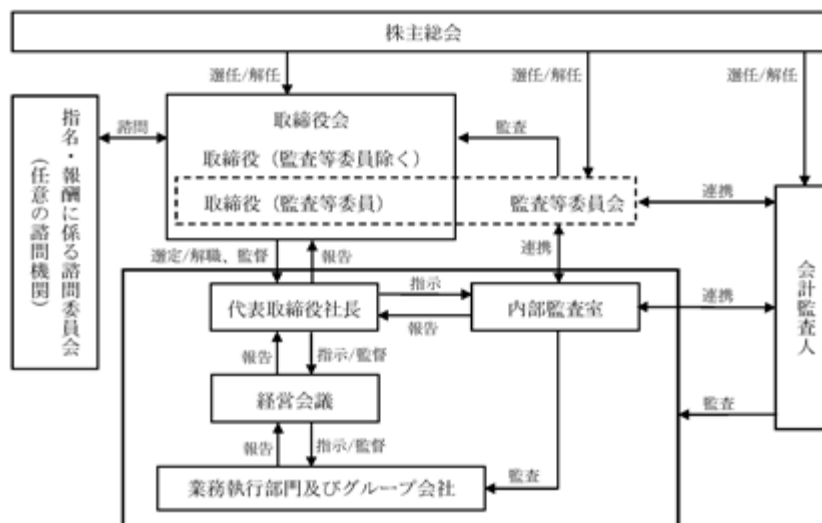 株主総会
選任/解任
選任/解任
選任/解任
指名・報酬に係る諮問委員会
(任意の諮問機関)
諮問
取締役会
監査
取締役(監査等委員除く)
取締役(監査等委員)
監査等委員会
連携
選定/解職、監督
報告
連携
会計監査人
代表取締役社長
指示
報告
内部監査室
連携
報告
指示/監督
経営会議
監査
報告
指示/監督
監査
業務執行部門及びグループ会社